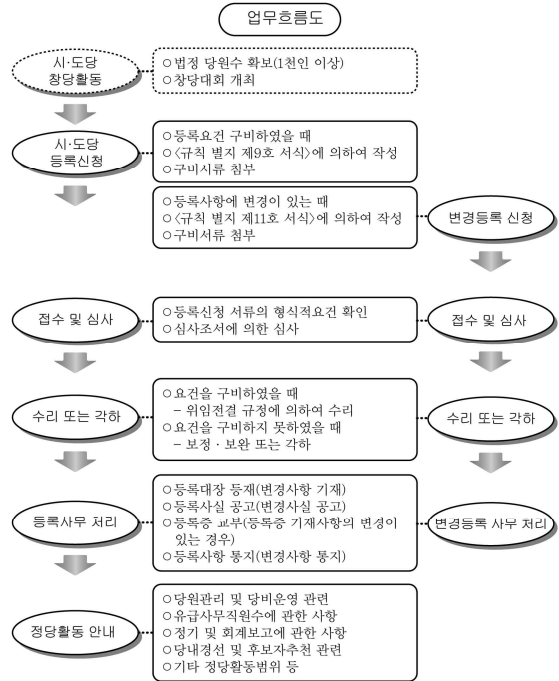 업무흐름도
시·도당
창당활동
○법정 당원수 확보(1천인 이상)
○창당대회 개최
시·도당
등록신청
○등록요건 구비하였을 때
○<규칙 별지 제9호 서식>에 의하여 작성
○구비서류 첨부
○등록사항에 변경이 있는 때
○<규칙 별지 제11호 서식>에 의하여 작성
○구비서류 첨부
변경등록 신청
접수 및 심사
○등록신청 서류의 형식적요건 확인
○심사조서에 의한 심사
접수 및 심사
수리 또는 각하
○요건을 구비하였을 때
– 위임전결 규정에 의하여 수리
○요건을 구비하지 못하였을 때
– 보정 · 보완 또는 각하
수리 또는 각하
등록사무 처리
○등록대장 등재(변경사항 기재)
○등록사실 공고(변경사실 공고)
○등록증 교부(등록증 기재사항의 변경이
있는 경우)
○등록사항 통지(변경사항 통지)
변경등록 사무 처리
정당활동 안내
○당원관리 및 당비운영 관련
○유급사무직원수에 관한 사항
○정기 및 회계보고에 관한 사항
○당내경선 및 후보자추천 관련
○기타 정당활동범위 등